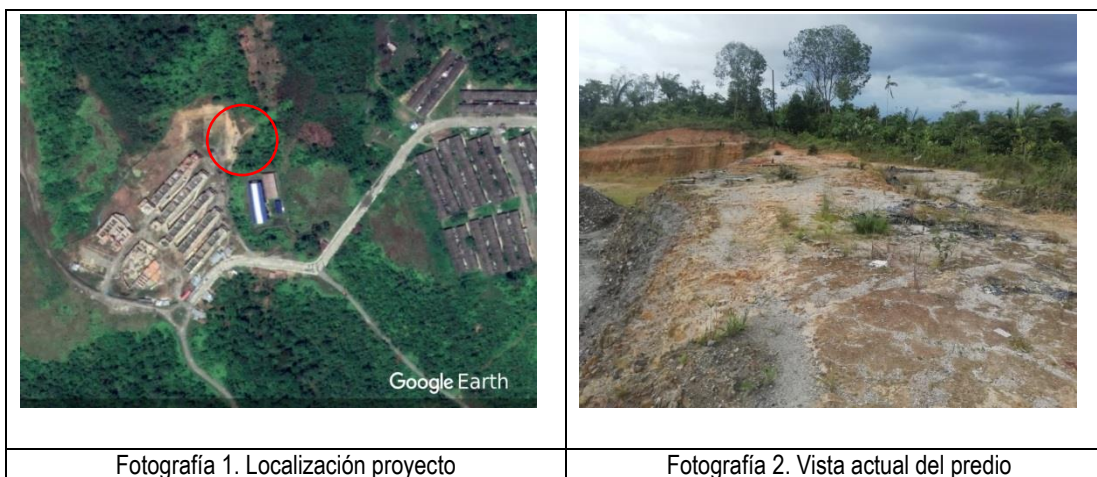 Google Earth
Fotografía 1. Localización proyecto
Fotografía 2. Vista actual del predio